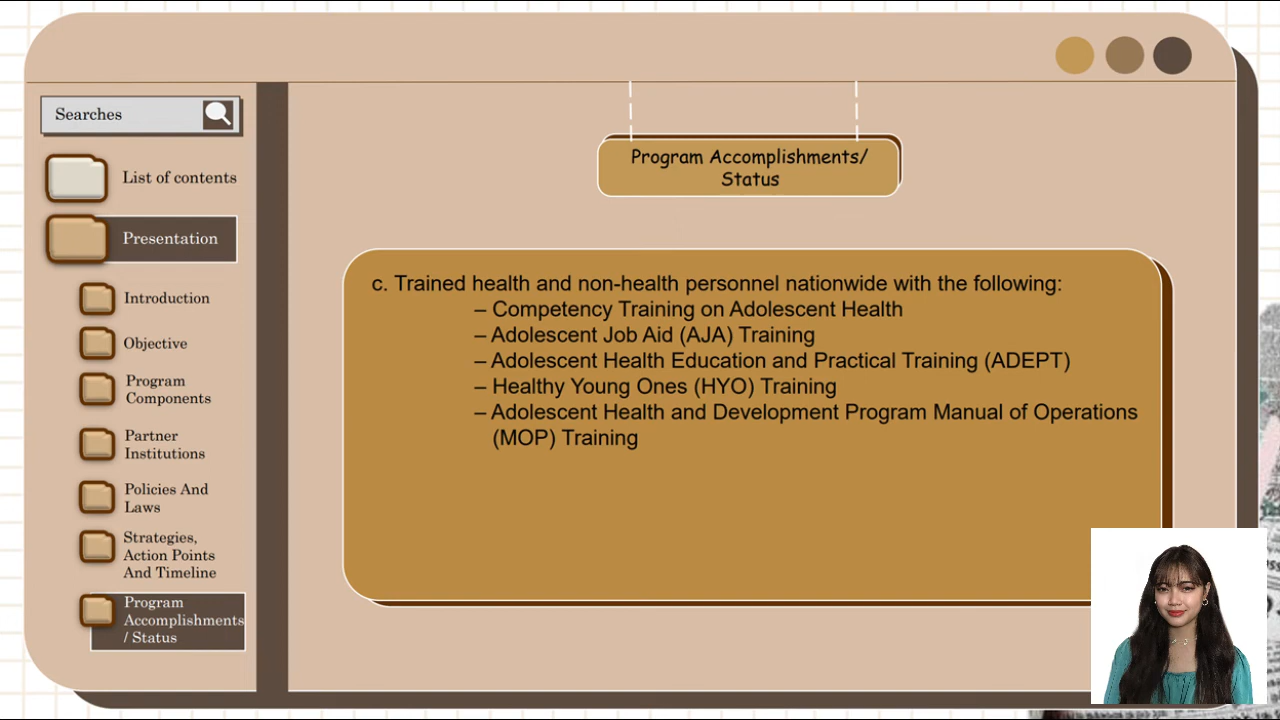 Searches
List of contents
Presentation
Introduction
Objective
Program
Components
Partner
Institutions
Policies And
Laws
Strategies,
Action Points
And Timeline
Program
Accomplishments
/ Status
Program Accomplishments/
Status
c. Trained health and non-health personnel nationwide with the following:
– Competency Training on Adolescent Health
– Adolescent Job Aid (AJA) Training
– Adolescent Health Education and Practical Training (ADEPT)
– Healthy Young Ones (HYO) Training
– Adolescent Health and Development Program Manual of Operations
(MOP) Training